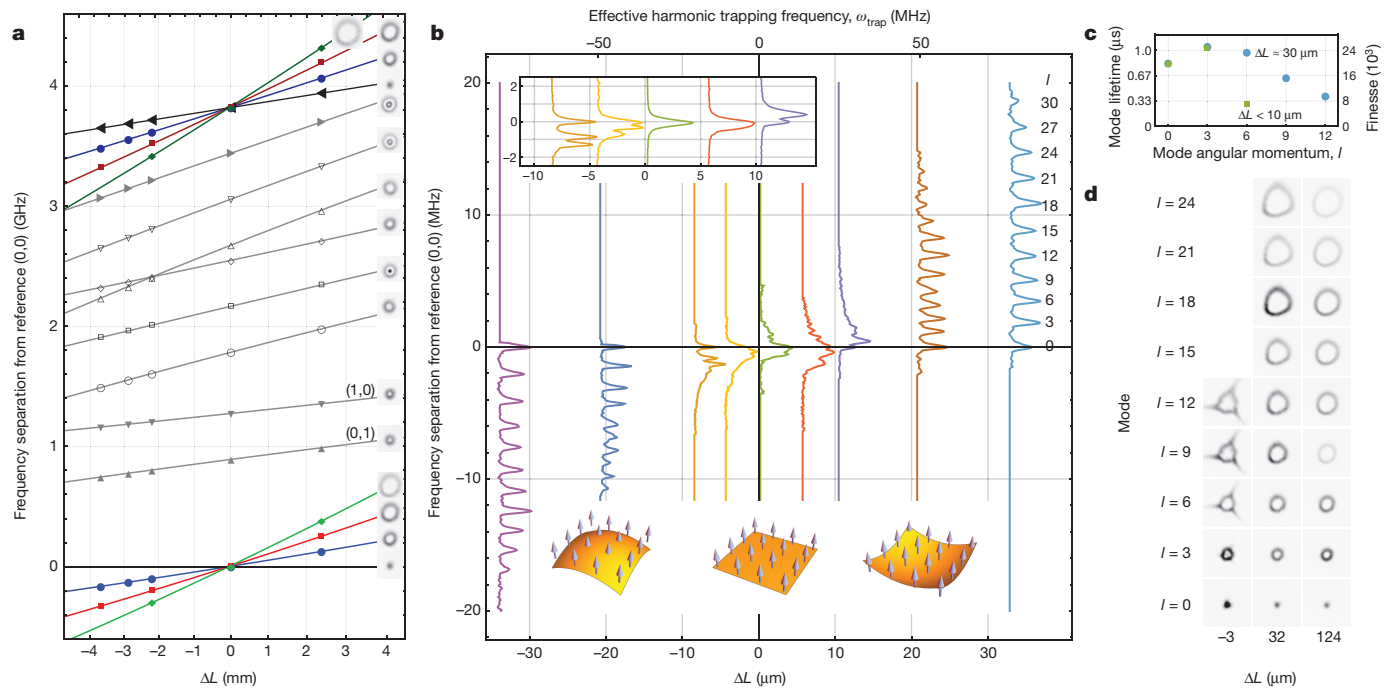 a
Frequency separation from reference (0,0) (GHz)
4
3
2
1
0
(1,0)
(0,1)
−4 −3 −2 −1 0 1 2 3 4
ΔL (mm)
b
Effective harmonic trapping frequency, ω_trap (MHz)
−50 0 50
Frequency separation from reference (0,0) (MHz)
20
10
0
−10
−20
2
0
−2
−10 −5 0 5 10
l
30
27
24
21
18
15
12
9
6
3
0
−30 −20 −10 0 10 20 30
ΔL (μm)
c
Mode lifetime (μs)
1.0
0.67
0.33
0
ΔL ≈ 30 μm
ΔL < 10 μm
24
16
8
0
Finesse (10³)
0 3 6 9 12
Mode angular momentum, l
d
Mode
l = 24
l = 21
l = 18
l = 15
l = 12
l = 9
l = 6
l = 3
l = 0
−3 32 124
ΔL (μm)